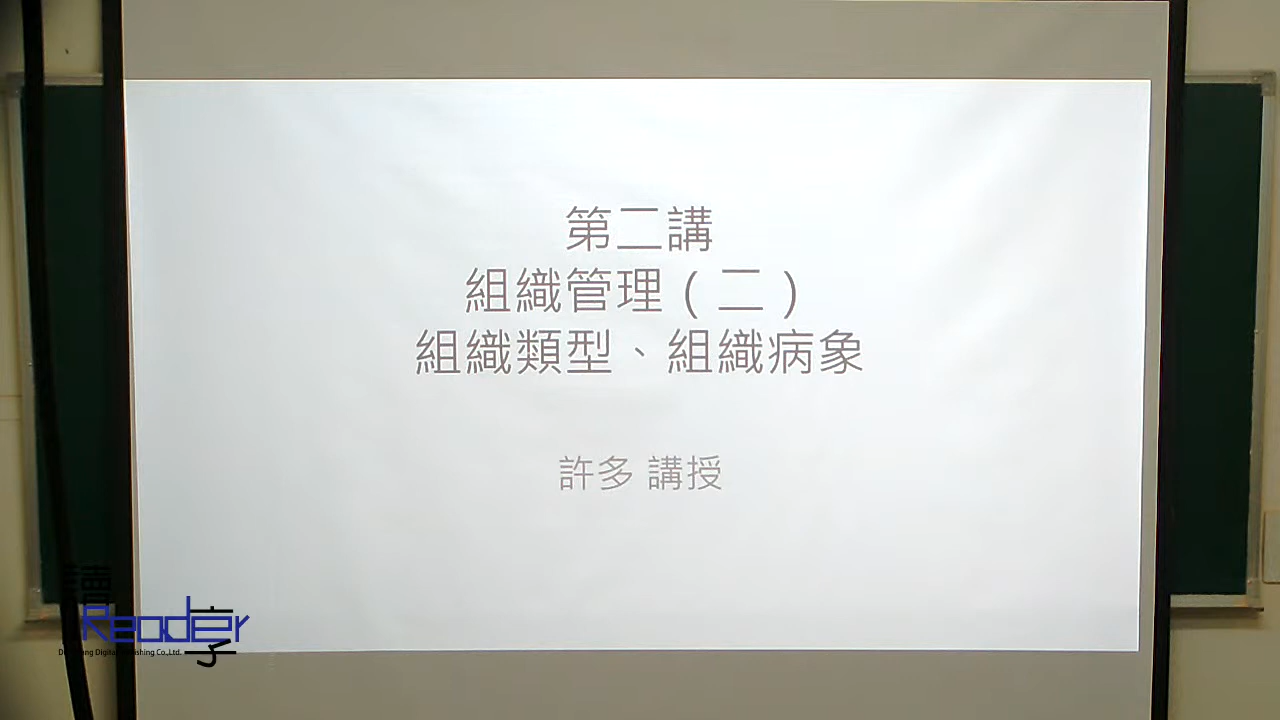 第二講
組織管理（二）
組織類型、組織病象
許多 講授
讀
Reader
享